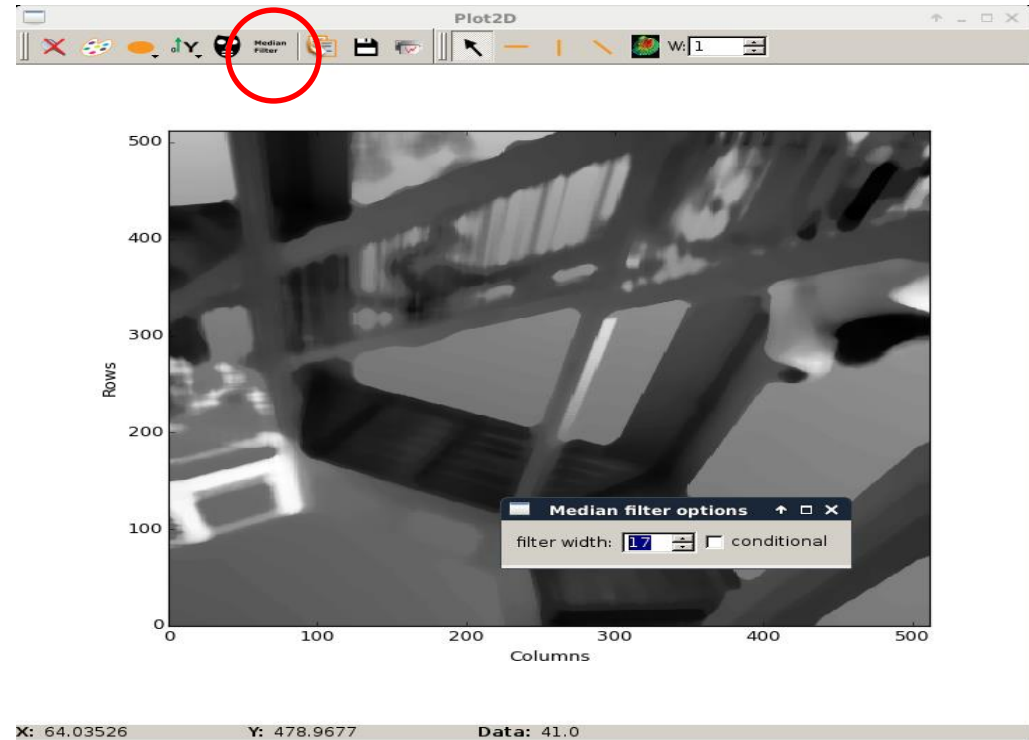 Plot2D
Y
Median
Filter
W: 1
500
400
300
200
100
0
Rows
Median filter options
filter width: 17 conditional
0 100 200 300 400 500
Columns
X: 64.03526 Y: 478.9677 Data: 41.0